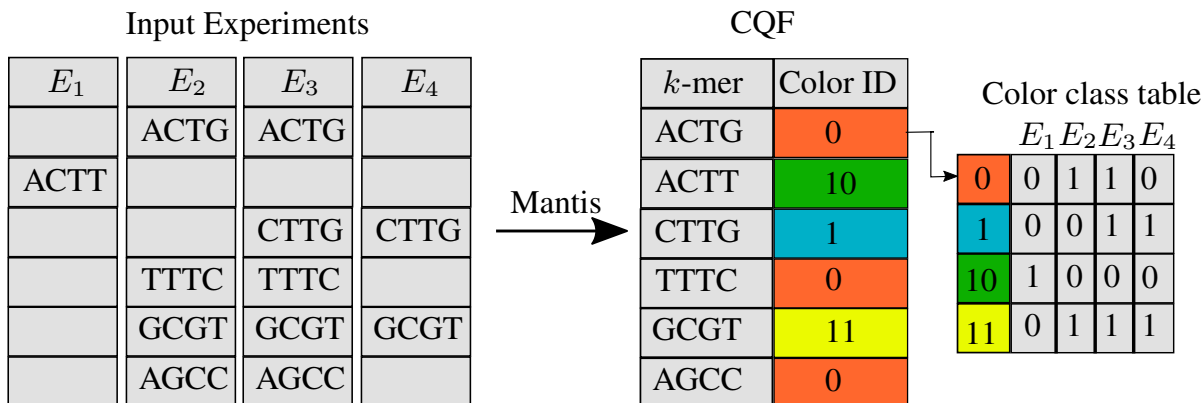 Input Experiments
E₁ E₂ E₃ E₄
ACTG ACTG
ACTT
CTTG CTTG
TTTC TTTC
GCGT GCGT GCGT
AGCC AGCC
Mantis
CQF
k-mer Color ID
ACTG 0
ACTT 10
CTTG 1
TTTC 0
GCGT 11
AGCC 0
Color class table
E₁ E₂ E₃ E₄
0 0 1 1 0
1 0 0 1 1
10 1 0 0 0
11 0 1 1 1